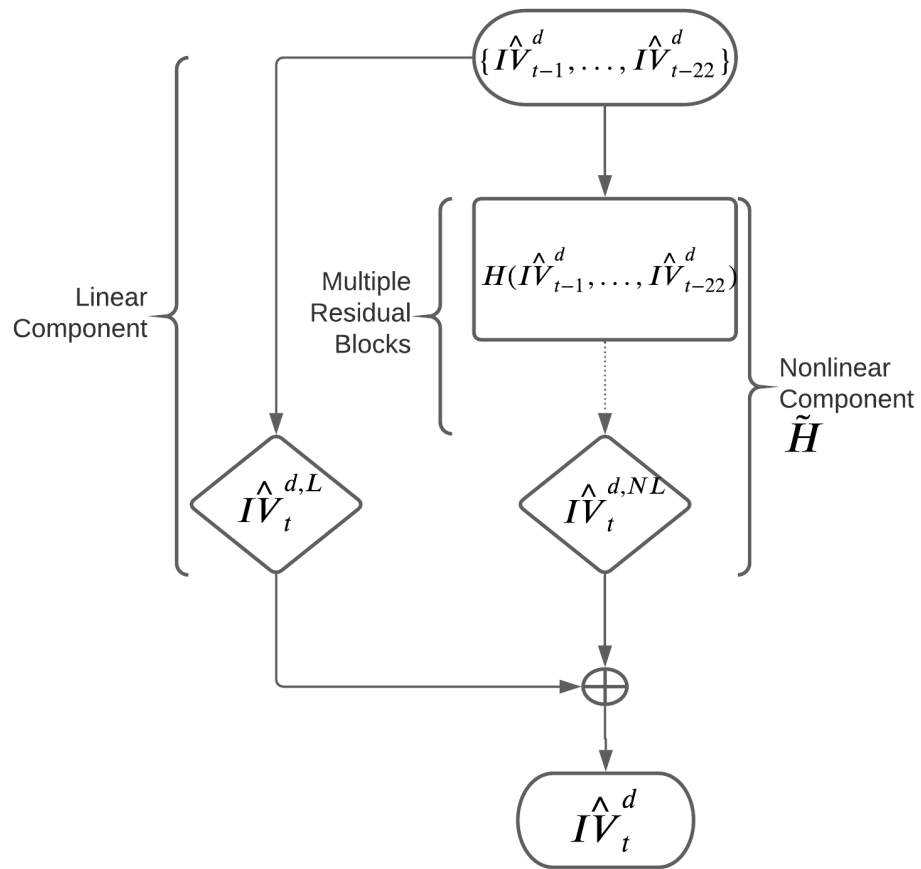 {IV̂^d_{t-1}, . . . , IV̂^d_{t-22}}
H(IV̂^d_{t-1}, . . . , IV̂^d_{t-22})
Multiple
Residual
Blocks
Linear
Component
Nonlinear
Component
H̃
IV̂^{d,L}_t
IV̂^{d,NL}_t
IV̂^d_t